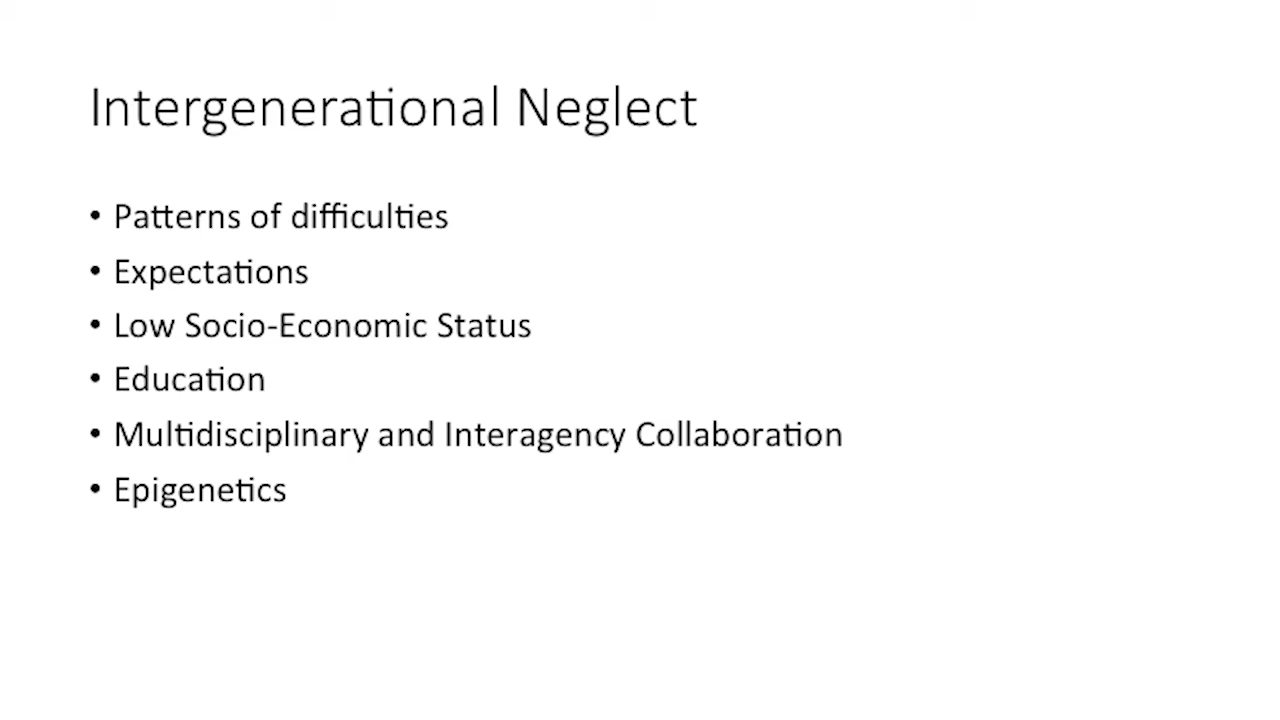 Intergenerational Neglect
• Patterns of difficulties
• Expectations
• Low Socio-Economic Status
• Education
• Multidisciplinary and Interagency Collaboration
• Epigenetics